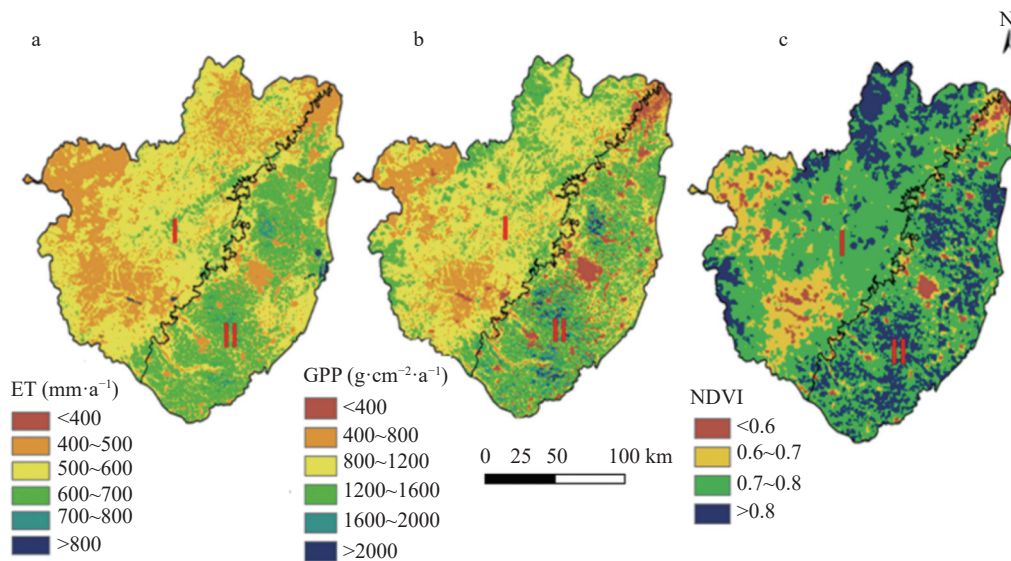 a
b
c
N
I
II
I
II
I
II
ET (mm·a⁻¹)
<400
400~500
500~600
600~700
700~800
>800
GPP (g·cm⁻²·a⁻¹)
<400
400~800
800~1200
1200~1600
1600~2000
>2000
0 25 50 100 km
NDVI
<0.6
0.6~0.7
0.7~0.8
>0.8